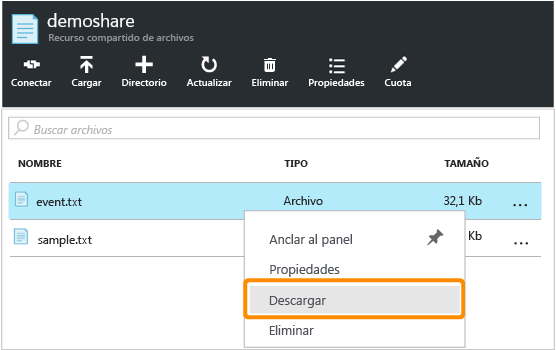 demoshare
Recurso compartido de archivos
Conectar Cargar Directorio Actualizar Eliminar Propiedades Cuota
Buscar archivos
NOMBRE TIPO TAMAÑO
event.txt Archivo 32,1 Kb ...
sample.txt Kb ...
Anclar al panel
Propiedades
Descargar
Eliminar